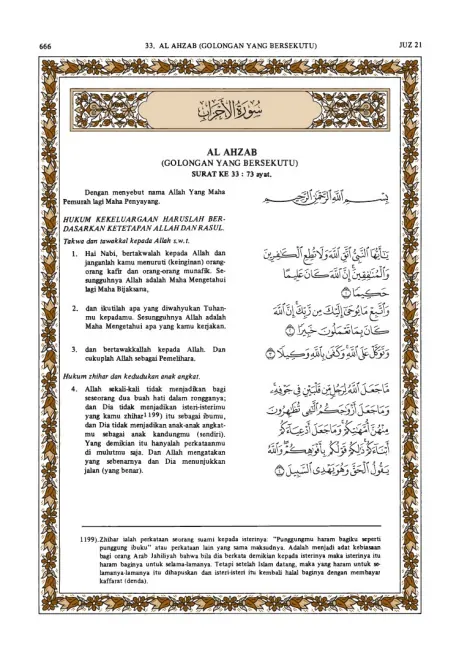 666
33, AL AHZAB (GOLONGAN YANG BERSEKUTU)
JUZ 21
سُورَةُ الْأَحْزَابِ
AL AHZAB
(GOLONGAN YANG BERSEKUTU)
SURAT KE 33 : 73 ayat.
Dengan menyebut nama Allah Yang Maha
Pemurah lagi Maha Penyayang.
HUKUM KEKELUARGAAN HARUSLAH BER-
DASARKAN KETETAPAN ALLAH DAN RASUL.
Takwa dan tawakkal kepada Allah s.w.t.
1. Hai Nabi, bertakwalah kepada Allah dan
janganlah kamu menuruti (keinginan) orang-
orang kafir dan orang-orang munafik. Se-
sungguhnya Allah adalah Maha Mengetahui
lagi Maha Bijaksana,
2. dan ikutilah apa yang diwahyukan Tuhan-
mu kepadamu. Sesungguhnya Allah adalah
Maha Mengetahui apa yang kamu kerjakan.
3. dan bertawakkallah kepada Allah. Dan
cukuplah Allah sebagai Pemelihara.
Hukum zhihar dan kedudukan anak angkat.
4. Allah sekali-kali tidak menjadikan bagi
seseorang dua buah hati dalam rongganya;
dan Dia tidak menjadikan isteri-isterimu
yang kamu zhihar1199) itu sebagai ibumu,
dan Dia tidak menjadikan anak-anak angkat-
mu sebagai anak kandungmu (sendiri).
Yang demikian itu hanyalah perkataanmu
di mulutmu saja. Dan Allah mengatakan
yang sebenarnya dan Dia menunjukkan
jalan (yang benar).
بِسْمِ اللَّهِ الرَّحْمَٰنِ الرَّحِيمِ
يَٰٓأَيُّهَا النَّبِيُّ اتَّقِ اللَّهَ وَلَا تُطِعِ الْكَٰفِرِينَ
وَالْمُنَٰفِقِينَ إِنَّ اللَّهَ كَانَ عَلِيمًا
حَكِيمًا ①
وَاتَّبِعْ مَا يُوحَىٰٓ إِلَيْكَ مِن رَّبِّكَ إِنَّ اللَّهَ
كَانَ بِمَا تَعْمَلُونَ خَبِيرًا ②
وَتَوَكَّلْ عَلَى اللَّهِ وَكَفَىٰ بِاللَّهِ وَكِيلًا ③
مَّا جَعَلَ اللَّهُ لِرَجُلٍ مِّن قَلْبَيْنِ فِي جَوْفِهِ
وَمَا جَعَلَ أَزْوَٰجَكُمُ الَّٰٓـِٔي تُظَٰهِرُونَ
مِنْهُنَّ أُمَّهَٰتِكُمْ وَمَا جَعَلَ أَدْعِيَآءَكُمْ
أَبْنَآءَكُمْ ذَٰلِكُمْ قَوْلُكُم بِأَفْوَٰهِكُمْ وَاللَّهُ
يَقُولُ الْحَقَّ وَهُوَ يَهْدِي السَّبِيلَ ④
1199).Zhihar ialah perkataan seorang suami kepada isterinya: "Punggungmu haram bagiku seperti
punggung ibuku" atau perkataan lain yang sama maksudnya. Adalah menjadi adat kebiasaan
bagi orang Arab Jahiliyah bahwa bila dia berkata demikian kepada isterinya maka isterinya itu
haram baginya untuk selama-lamanya. Tetapi setelah Islam datang, maka yang haram untuk se-
lamanya-lamanya itu dihapuskan dan isteri-isteri itu kembali halal baginya dengan membayar
kaffarat (denda).